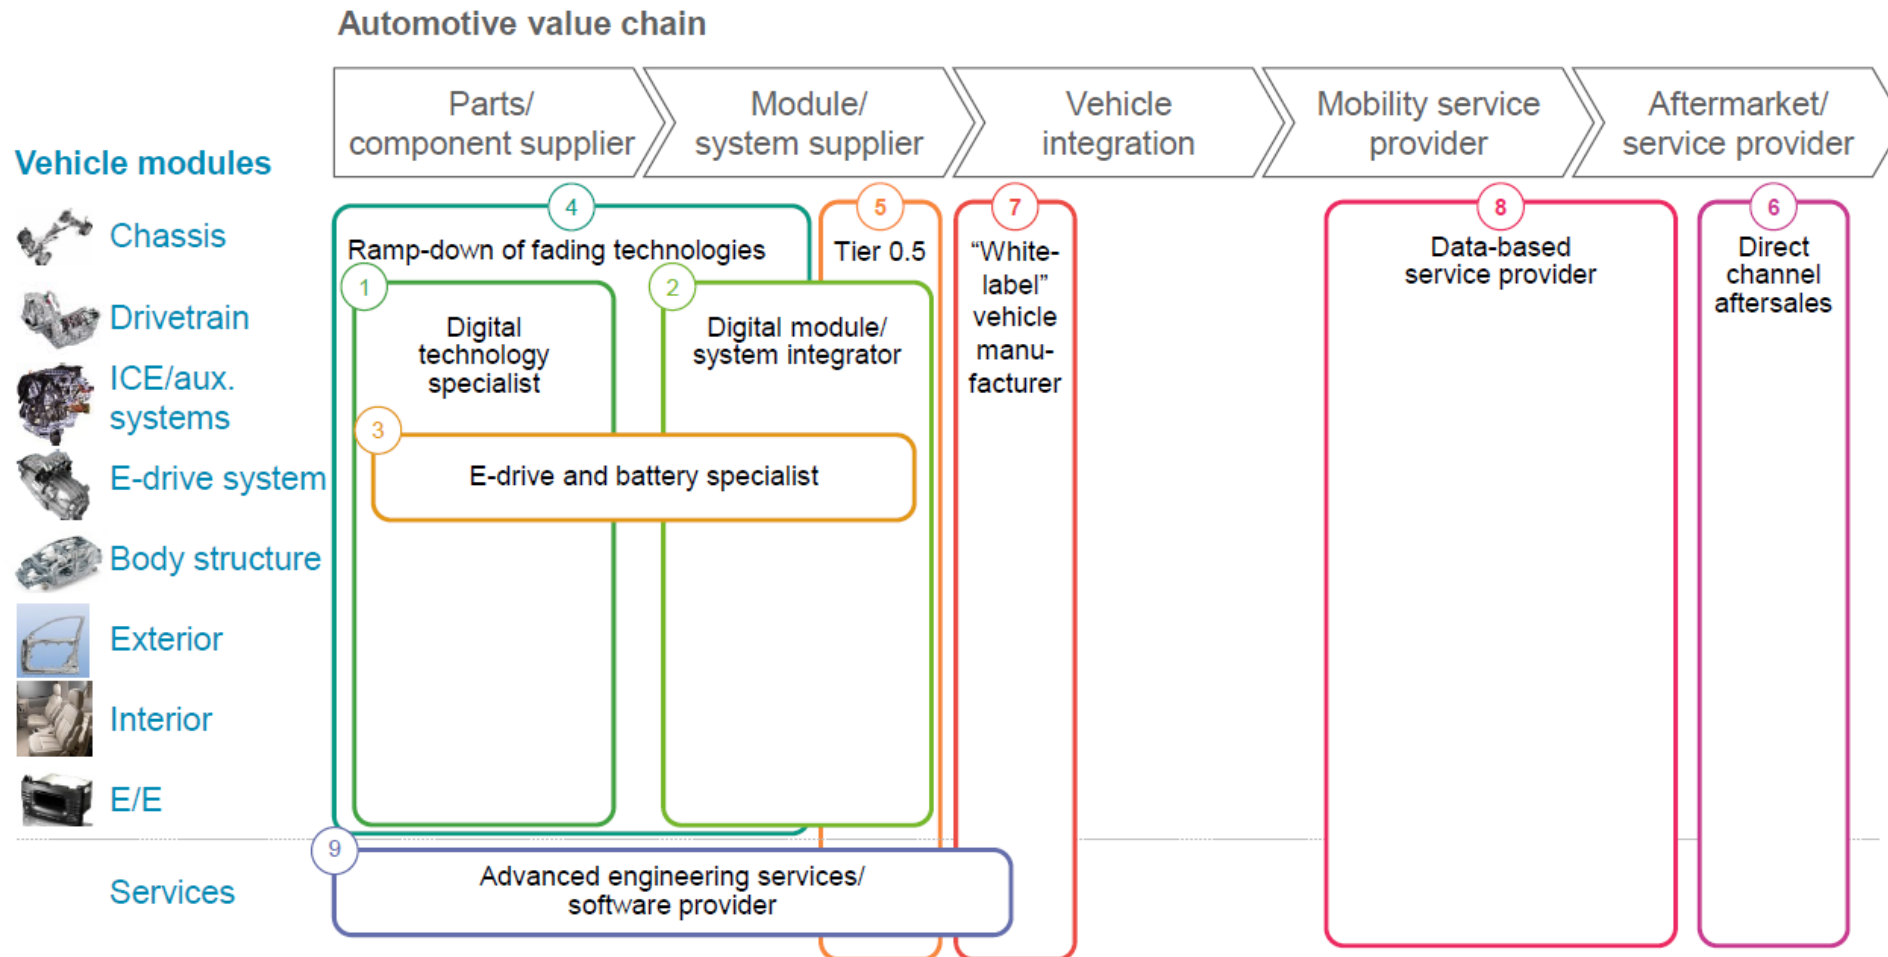 Automotive value chain
Parts/
component supplier
Module/
system supplier
Vehicle
integration
Mobility service
provider
Aftermarket/
service provider
Vehicle modules
Chassis
Drivetrain
ICE/aux.
systems
E-drive system
Body structure
Exterior
Interior
E/E
Services
4
Ramp-down of fading technologies
5
Tier 0.5
7
“White-
label”
vehicle
manu-
facturer
8
Data-based
service provider
6
Direct
channel
aftersales
1
Digital
technology
specialist
2
Digital module/
system integrator
3
E-drive and battery specialist
9
Advanced engineering services/
software provider